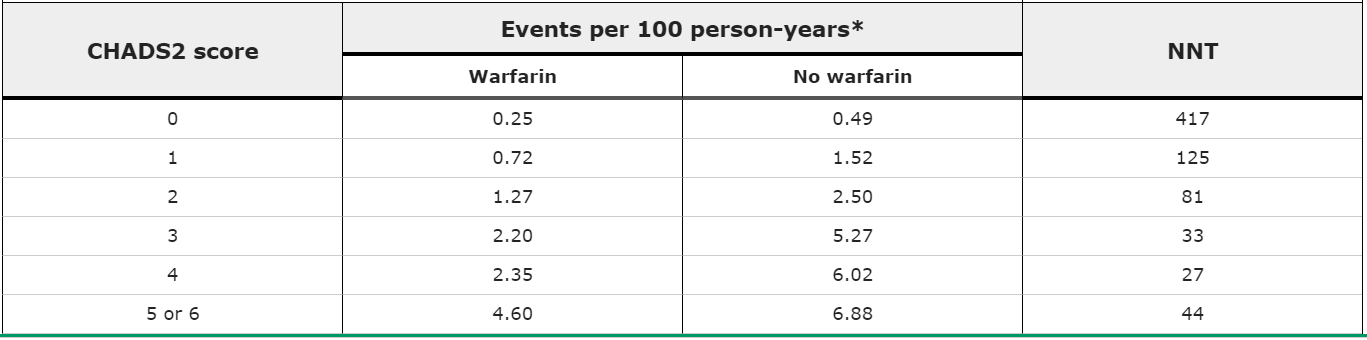 CHADS2 score Events per 100 person-years* NNT
Warfarin No warfarin
0 0.25 0.49 417
1 0.72 1.52 125
2 1.27 2.50 81
3 2.20 5.27 33
4 2.35 6.02 27
5 or 6 4.60 6.88 44